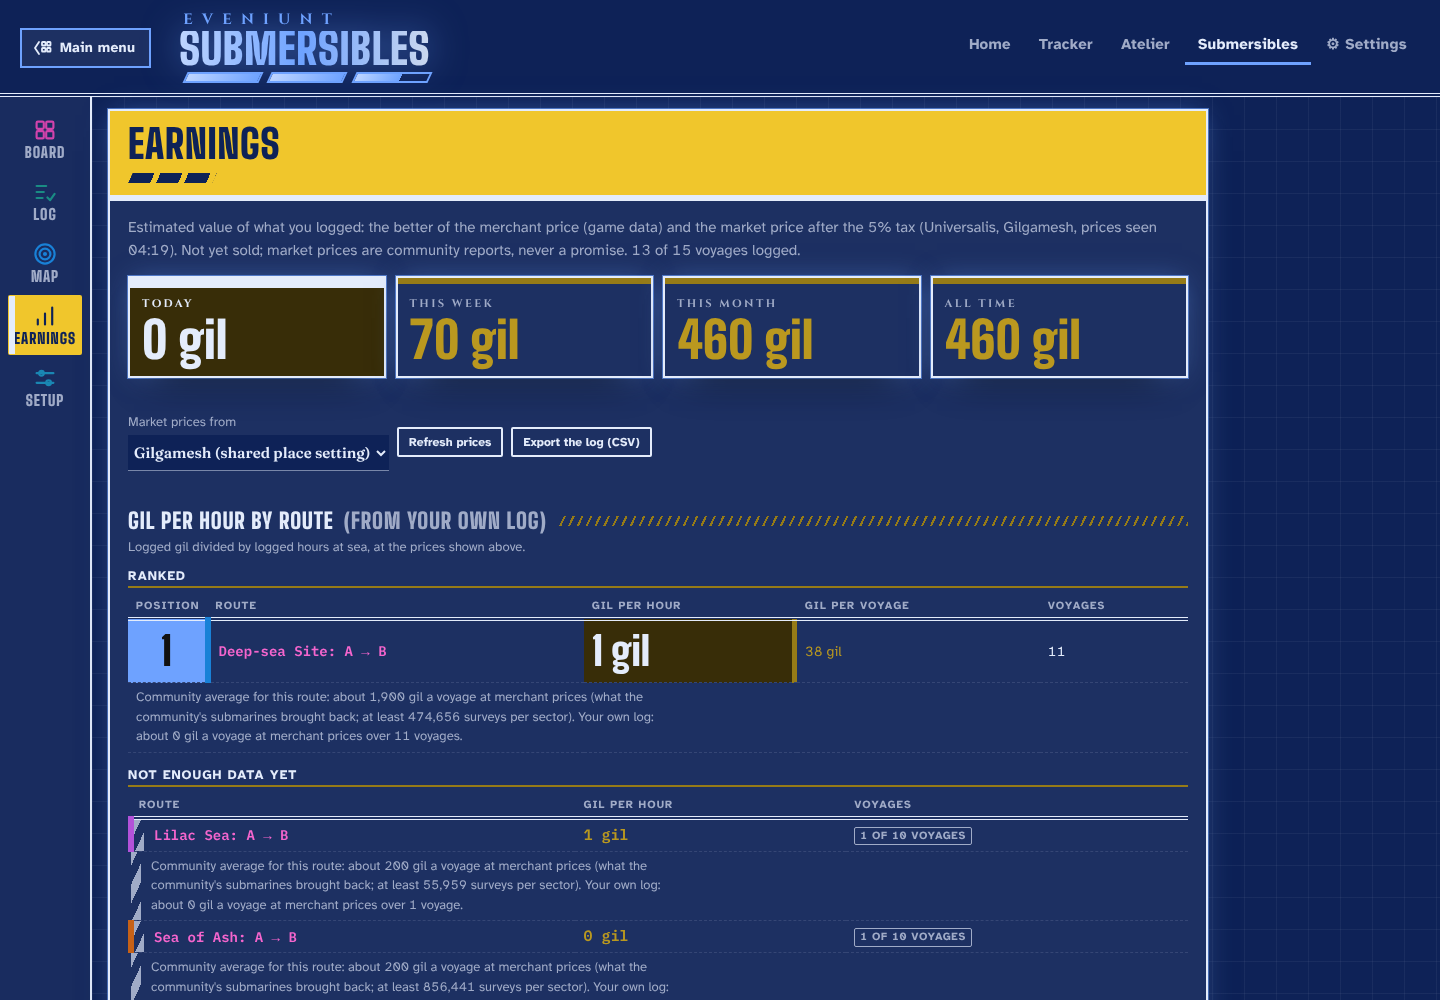 Main menu
EVENIUNT
SUBMERSIBLES
Home
Tracker
Atelier
Submersibles
Settings
BOARD
LOG
MAP
EARNINGS
SETUP
EARNINGS
Estimated value of what you logged: the better of the merchant price (game data) and the market price after the 5% tax (Universalis, Gilgamesh, prices seen
04:19). Not yet sold; market prices are community reports, never a promise. 13 of 15 voyages logged.
TODAY
0 gil
THIS WEEK
70 gil
THIS MONTH
460 gil
ALL TIME
460 gil
Market prices from
Gilgamesh (shared place setting)
Refresh prices
Export the log (CSV)
GIL PER HOUR BY ROUTE (FROM YOUR OWN LOG)
Logged gil divided by logged hours at sea, at the prices shown above.
RANKED
POSITION ROUTE GIL PER HOUR GIL PER VOYAGE VOYAGES
1 Deep-sea Site: A → B 1 gil 38 gil 11
Community average for this route: about 1,900 gil a voyage at merchant prices (what the
community's submarines brought back; at least 474,656 surveys per sector). Your own log:
about 0 gil a voyage at merchant prices over 11 voyages.
NOT ENOUGH DATA YET
ROUTE GIL PER HOUR VOYAGES
Lilac Sea: A → B 1 gil 1 OF 10 VOYAGES
Community average for this route: about 200 gil a voyage at merchant prices (what the
community's submarines brought back; at least 55,959 surveys per sector). Your own log:
about 0 gil a voyage at merchant prices over 1 voyage.
Sea of Ash: A → B 0 gil 1 OF 10 VOYAGES
Community average for this route: about 200 gil a voyage at merchant prices (what the
community's submarines brought back; at least 856,441 surveys per sector). Your own log: